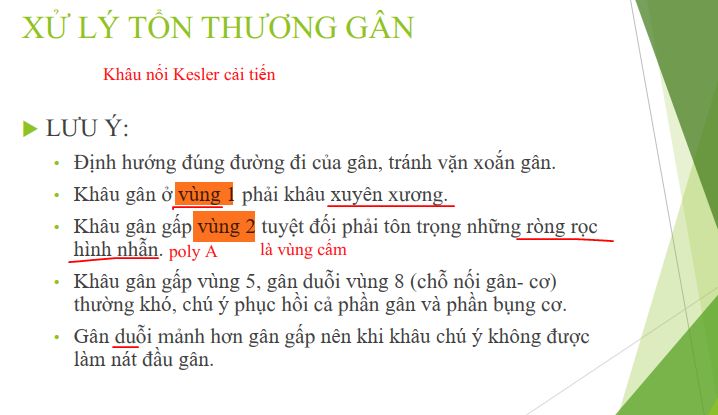 XỬ LÝ TỔN THƯƠNG GÂN
Khâu nối Kesler cải tiến
LƯU Ý:
• Định hướng đúng đường đi của gân, tránh vặn xoắn gân.
• Khâu gân ở vùng 1 phải khâu xuyên xương.
• Khâu gân gấp vùng 2 tuyệt đối phải tôn trọng những ròng rọc
hình nhẫn. poly A là vùng cấm
• Khâu gân gấp vùng 5, gân duỗi vùng 8 (chỗ nối gân- cơ)
thường khó, chú ý phục hồi cả phần gân và phần bụng cơ.
• Gân duỗi mảnh hơn gân gấp nên khi khâu chú ý không được
làm nát đầu gân.